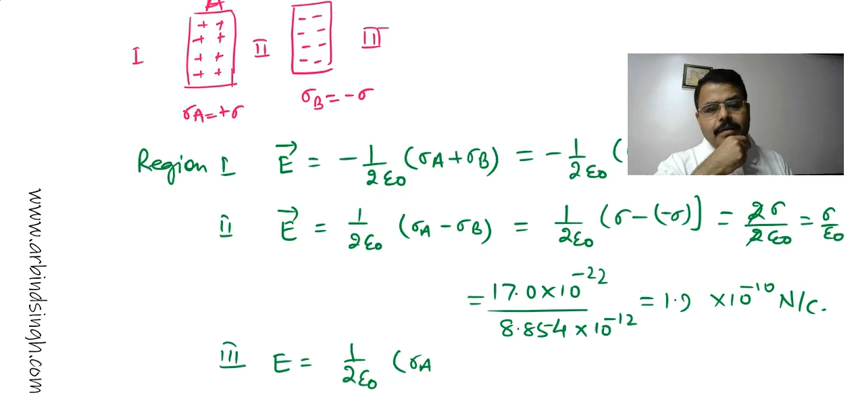 A
I
+ +
+ +
+ +
+ +
II
– –
– –
– –
– –
III
σA=+σ
σB=-σ
Region I E⃗ = -1/2ε0 (σA+σB) = -1/2ε0 (
II E⃗ = 1/2ε0 (σA-σB) = 1/2ε0 (σ-(-σ)] = 2σ/2ε0 = σ/ε0
= 17.0×10^-22/8.854×10^-12 = 1.9 ×10^-10 N/C.
III E = 1/2ε0 (σA
www.arbindsingh.com